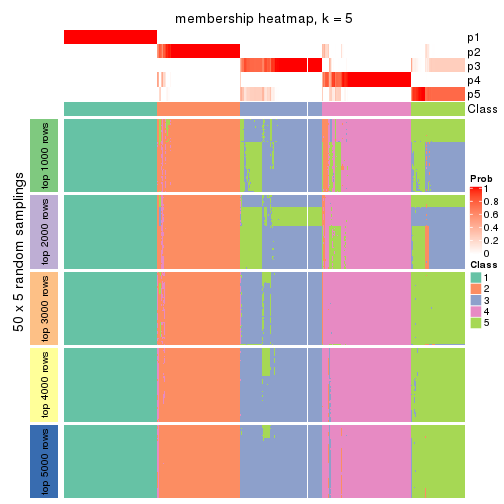 membership heatmap, k = 5
p1
p2
p3
p4
p5
Class
50 x 5 random samplings
top 1000 rows
top 2000 rows
top 3000 rows
top 4000 rows
top 5000 rows
Prob
1
0.8
0.6
0.4
0.2
0
Class
1
2
3
4
5